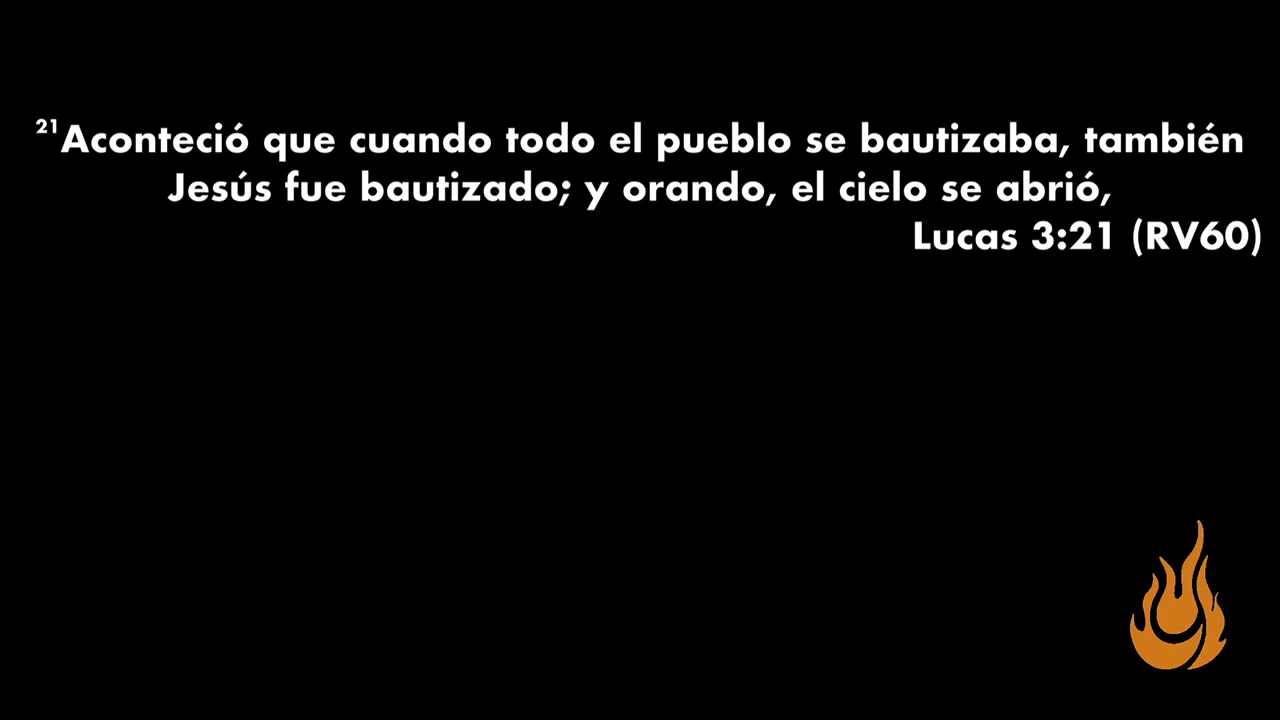 21Aconteció que cuando todo el pueblo se bautizaba, también
Jesús fue bautizado; y orando, el cielo se abrió,
Lucas 3:21 (RV60)